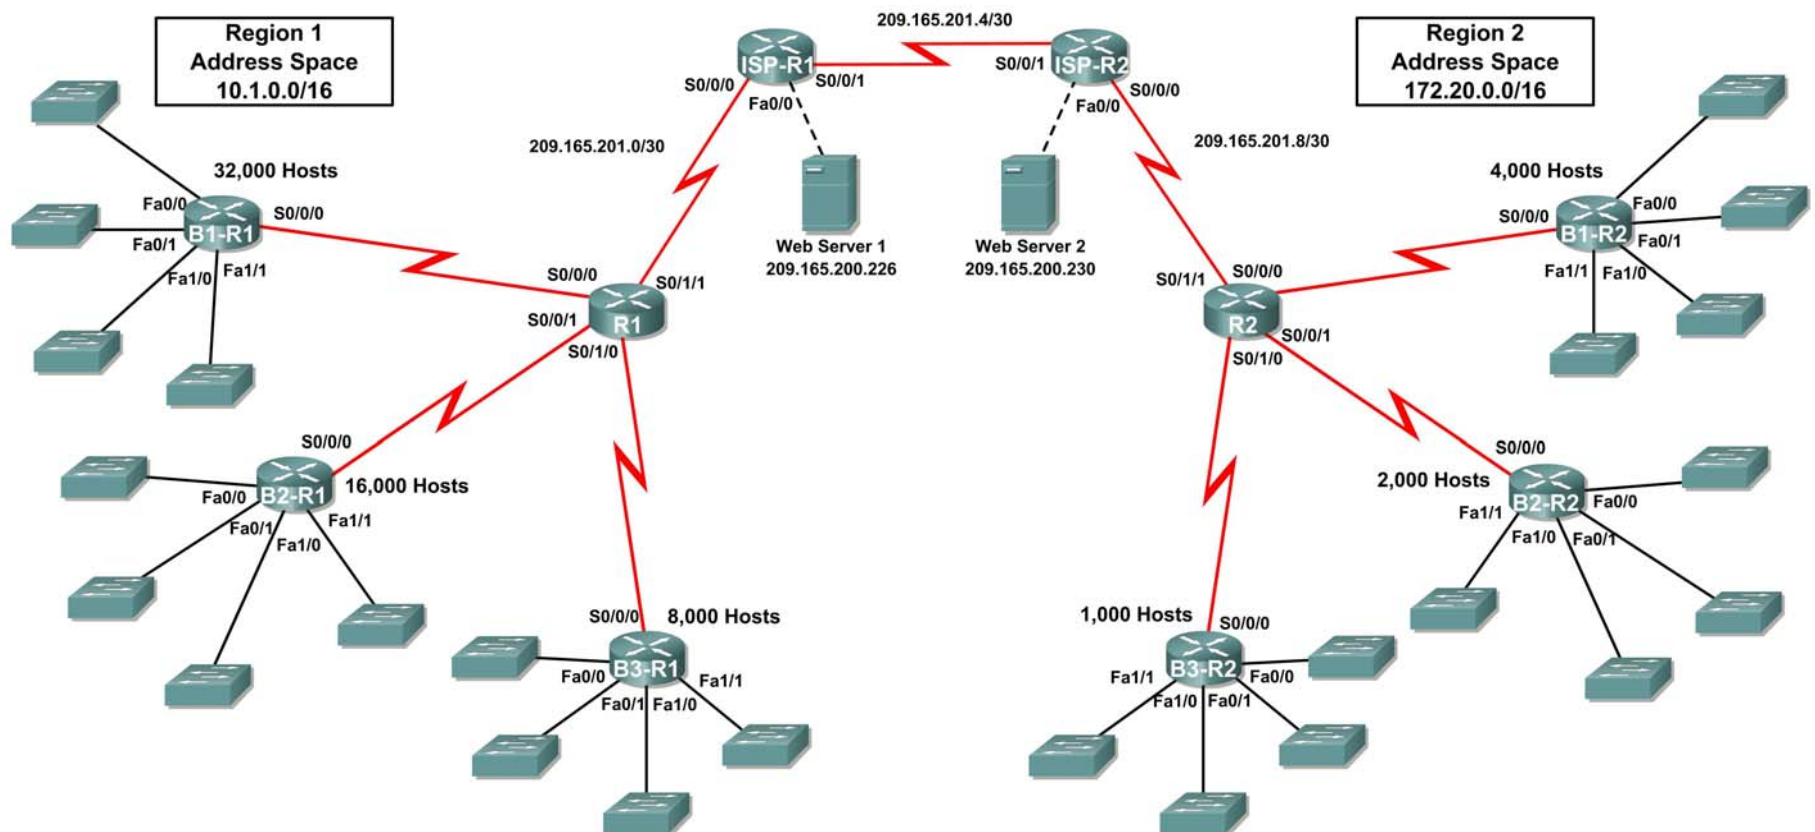 Region 1
Address Space
10.1.0.0/16
209.165.201.4/30
Region 2
Address Space
172.20.0.0/16
ISP-R1
S0/0/0
S0/0/1
Fa0/0
ISP-R2
S0/0/1
S0/0/0
Fa0/0
209.165.201.0/30
209.165.201.8/30
Web Server 1
209.165.200.226
Web Server 2
209.165.200.230
32,000 Hosts
B1-R1
Fa0/0
S0/0/0
Fa0/1
Fa1/0
Fa1/1
R1
S0/0/0
S0/1/1
S0/0/1
S0/1/0
16,000 Hosts
B2-R1
S0/0/0
Fa0/0
Fa0/1
Fa1/0
Fa1/1
8,000 Hosts
B3-R1
S0/0/0
Fa0/0
Fa0/1
Fa1/0
Fa1/1
R2
S0/1/1
S0/0/0
S0/0/1
S0/1/0
4,000 Hosts
B1-R2
S0/0/0
Fa0/0
Fa0/1
Fa1/1
Fa1/0
2,000 Hosts
B2-R2
S0/0/0
Fa0/0
Fa1/1
Fa1/0
Fa0/1
1,000 Hosts
B3-R2
S0/0/0
Fa0/0
Fa1/1
Fa1/0
Fa0/1